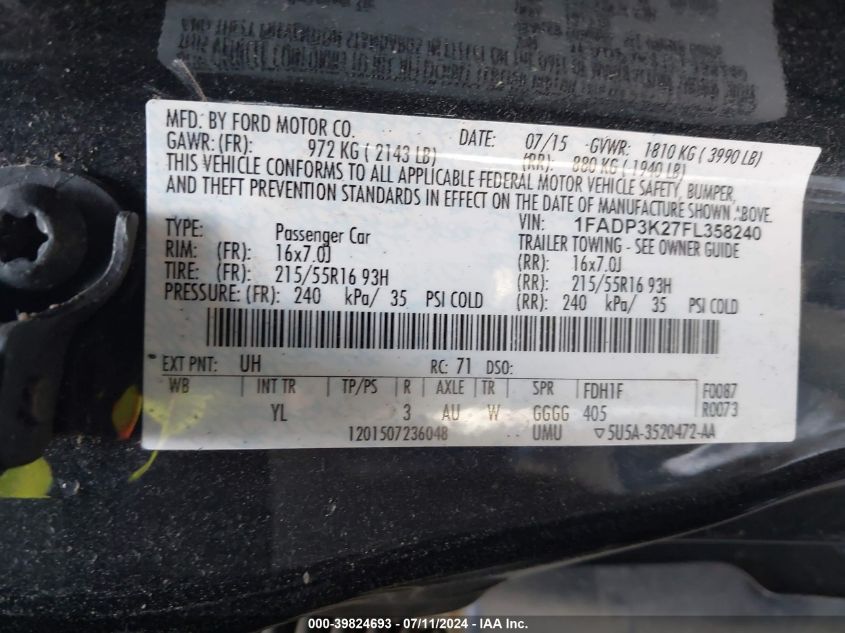 MFD. BY FORD MOTOR CO. DATE: 07/15 GVWR: 1810 KG ( 3990 LB)
GAWR: (FR): 972 KG ( 2143 LB) (RR): 880 KG ( 1940 LB)
THIS VEHICLE CONFORMS TO ALL APPLICABLE FEDERAL MOTOR VEHICLE SAFETY, BUMPER,
AND THEFT PREVENTION STANDARDS IN EFFECT ON THE DATE OF MANUFACTURE SHOWN ABOVE.
VIN: 1FADP3K27FL358240
TYPE: Passenger Car TRAILER TOWING - SEE OWNER GUIDE
RIM: (FR): 16x7.0J (RR): 16x7.0J
TIRE: (FR): 215/55R16 93H (RR): 215/55R16 93H
PRESSURE: (FR): 240 kPa/ 35 PSI COLD (RR): 240 kPa/ 35 PSI COLD
EXT PNT: UH RC: 71 DSO:
WB INT TR TP/PS R AXLE TR SPR FDH1F F0087
YL 3 AU W GGGG 405 R0073
1201507236048 UMU ▽5U5A-3520472-AA
000-39824693 - 07/11/2024 - IAA Inc.